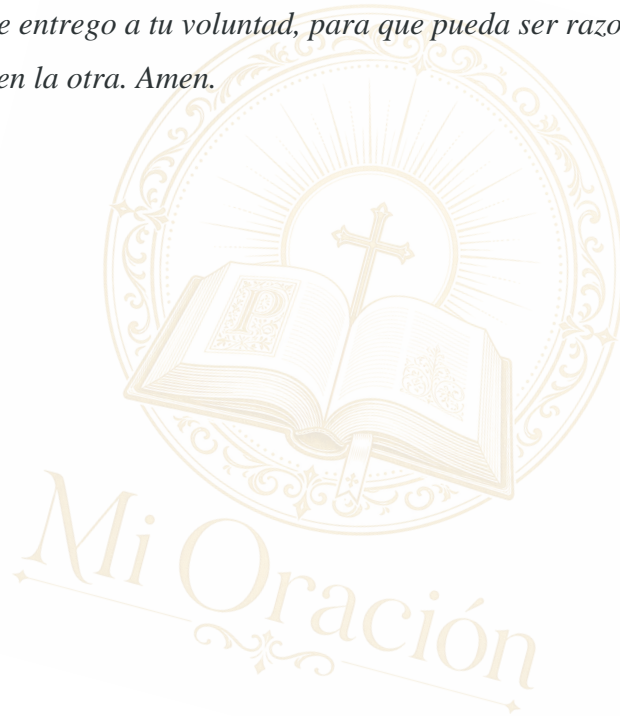 e entrego a tu voluntad, para que pueda ser razo
en la otra. Amen.
P
Mi Oración